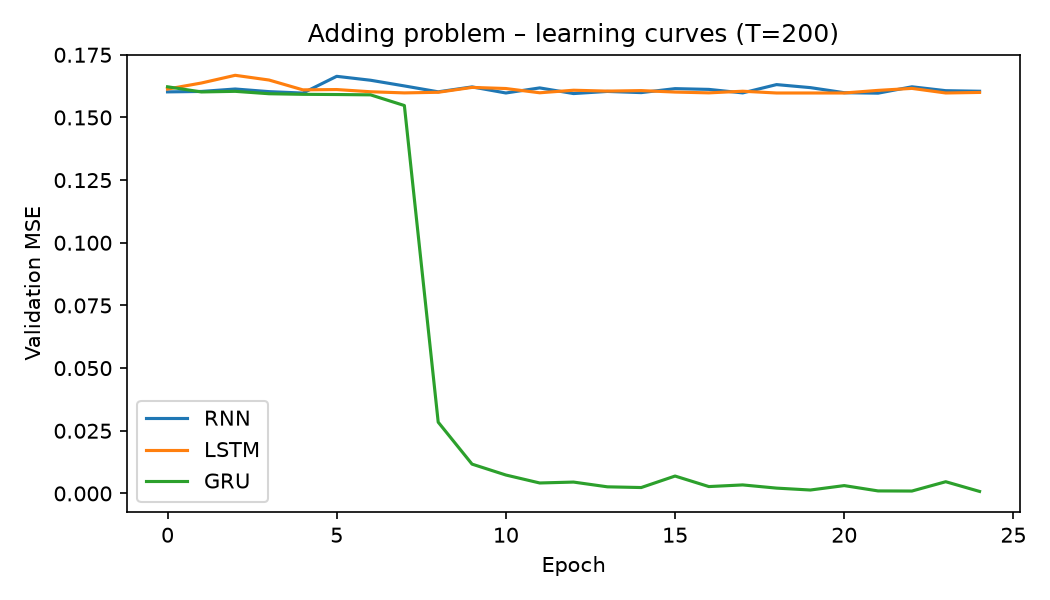 Adding problem – learning curves (T=200)
Validation MSE
0.175
0.150
0.125
0.100
0.075
0.050
0.025
0.000
RNN
LSTM
GRU
0 5 10 15 20 25
Epoch